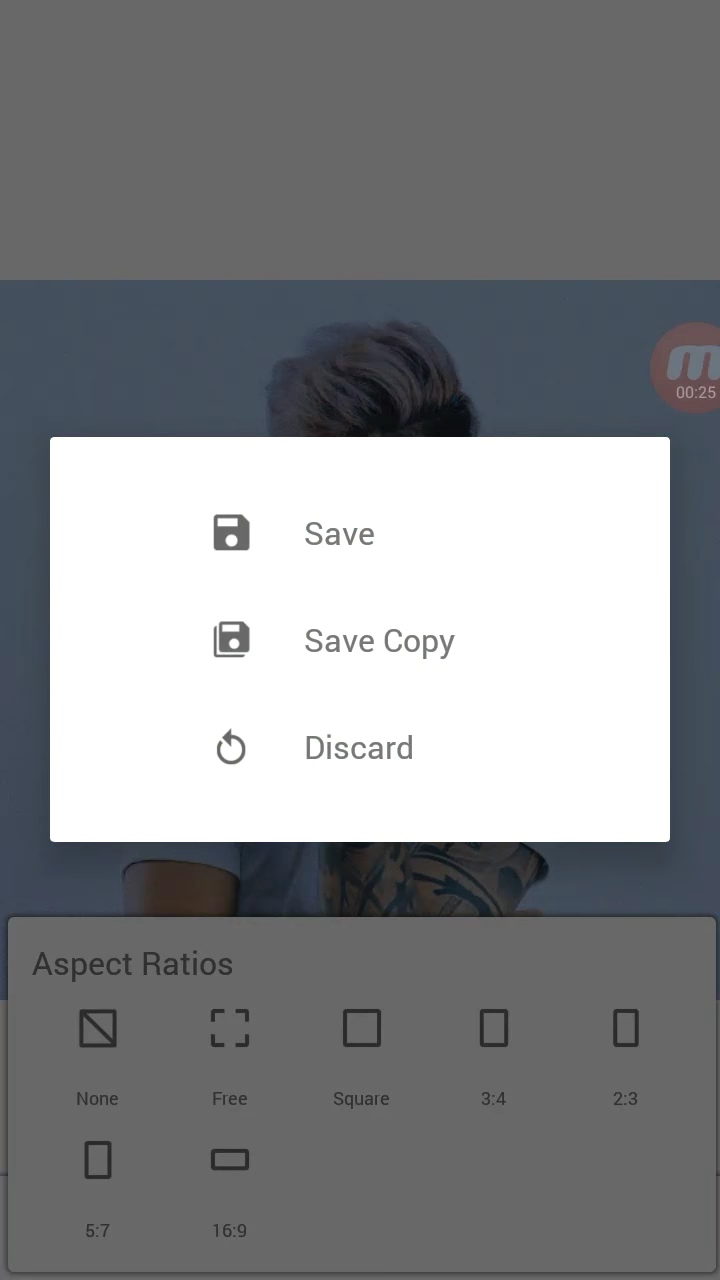 m
00:25
Save
Save Copy
Discard
Aspect Ratios
None Free Square 3:4 2:3
5:7 16:9